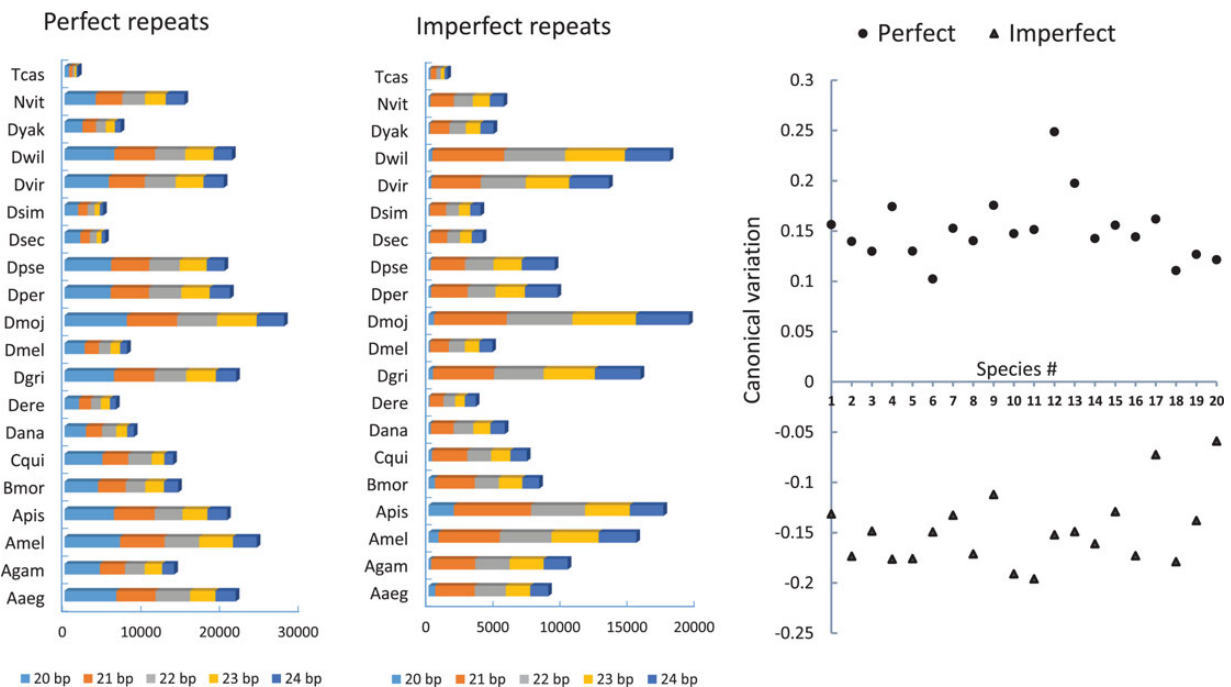 Perfect repeats
Tcas
Nvit
Dyak
Dwil
Dvir
Dsim
Dsec
Dpse
Dper
Dmoj
Dmel
Dgri
Dere
Dana
Cqui
Bmor
Apis
Amel
Agam
Aaeg
0 10000 20000 30000
20 bp 21 bp 22 bp 23 bp 24 bp
Imperfect repeats
Tcas
Nvit
Dyak
Dwil
Dvir
Dsim
Dsec
Dpse
Dper
Dmoj
Dmel
Dgri
Dere
Dana
Cqui
Bmor
Apis
Amel
Agam
Aaeg
0 5000 10000 15000 20000
20 bp 21 bp 22 bp 23 bp 24 bp
Perfect Imperfect
Canonical variation
0.3
0.25
0.2
0.15
0.1
0.05
0
Species #
1 2 3 4 5 6 7 8 9 10 11 12 13 14 15 16 17 18 19 20
-0.05
-0.1
-0.15
-0.2
-0.25